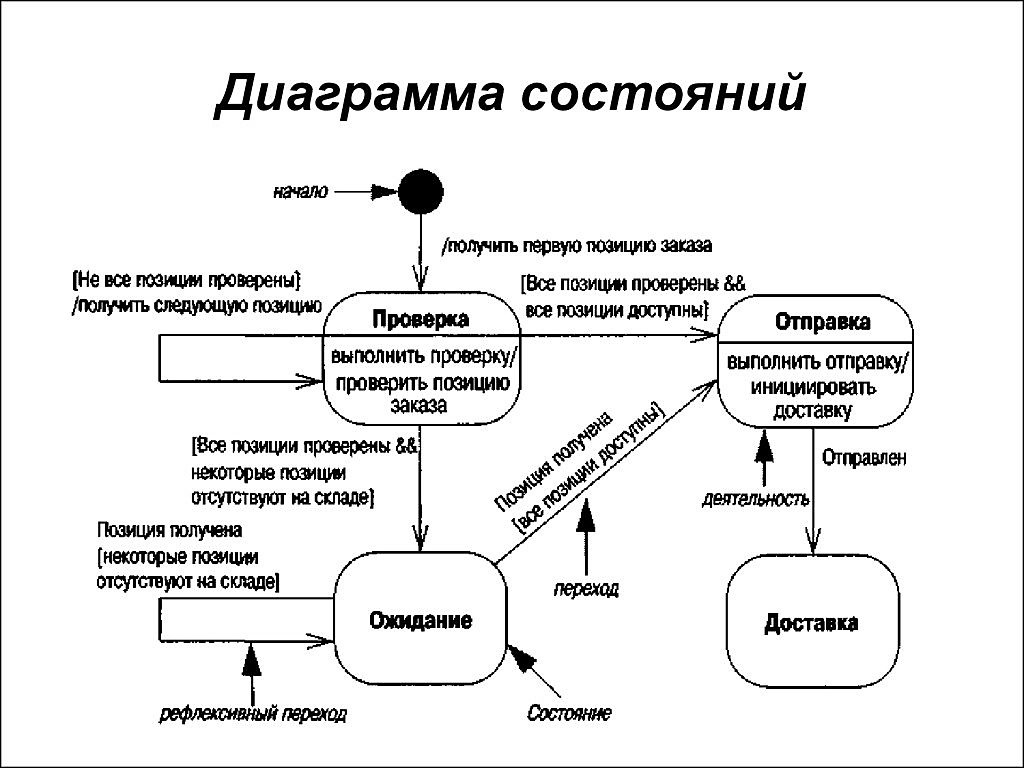 Диаграмма состояний
начало
/получить первую позицию заказа
[Не все позиции проверены]
/получить следующую позицию
[Все позиции проверены &&
все позиции доступны]
Проверка
выполнить проверку/
проверить позицию
заказа
Отправка
выполнить отправку/
инициировать
доставку
[Все позиции проверены &&
некоторые позиции
отсутствуют на складе]
Позиция получена
[все позиции доступны]
Отправлен
деятельность
Позиция получена
[некоторые позиции
отсутствуют на складе]
переход
Ожидание
Доставка
рефлексивный переход
Состояние